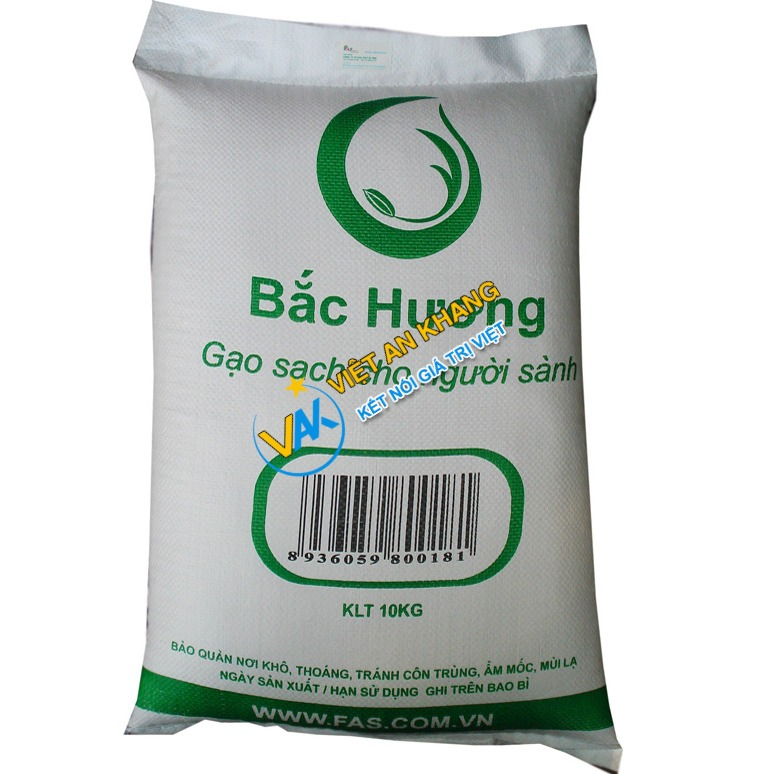 Bắc Hương
Gạo sạch cho người sành
VIỆT AN KHANG
KẾT NỐI GIÁ TRỊ VIỆT
VAK
8 936059 800181
KLT 10KG
BẢO QUẢN NƠI KHÔ, THOÁNG, TRÁNH CÔN TRÙNG, ẨM MỐC, MÙI LẠ
NGÀY SẢN XUẤT / HẠN SỬ DỤNG GHI TRÊN BAO BÌ
WWW.FAS.COM.VN